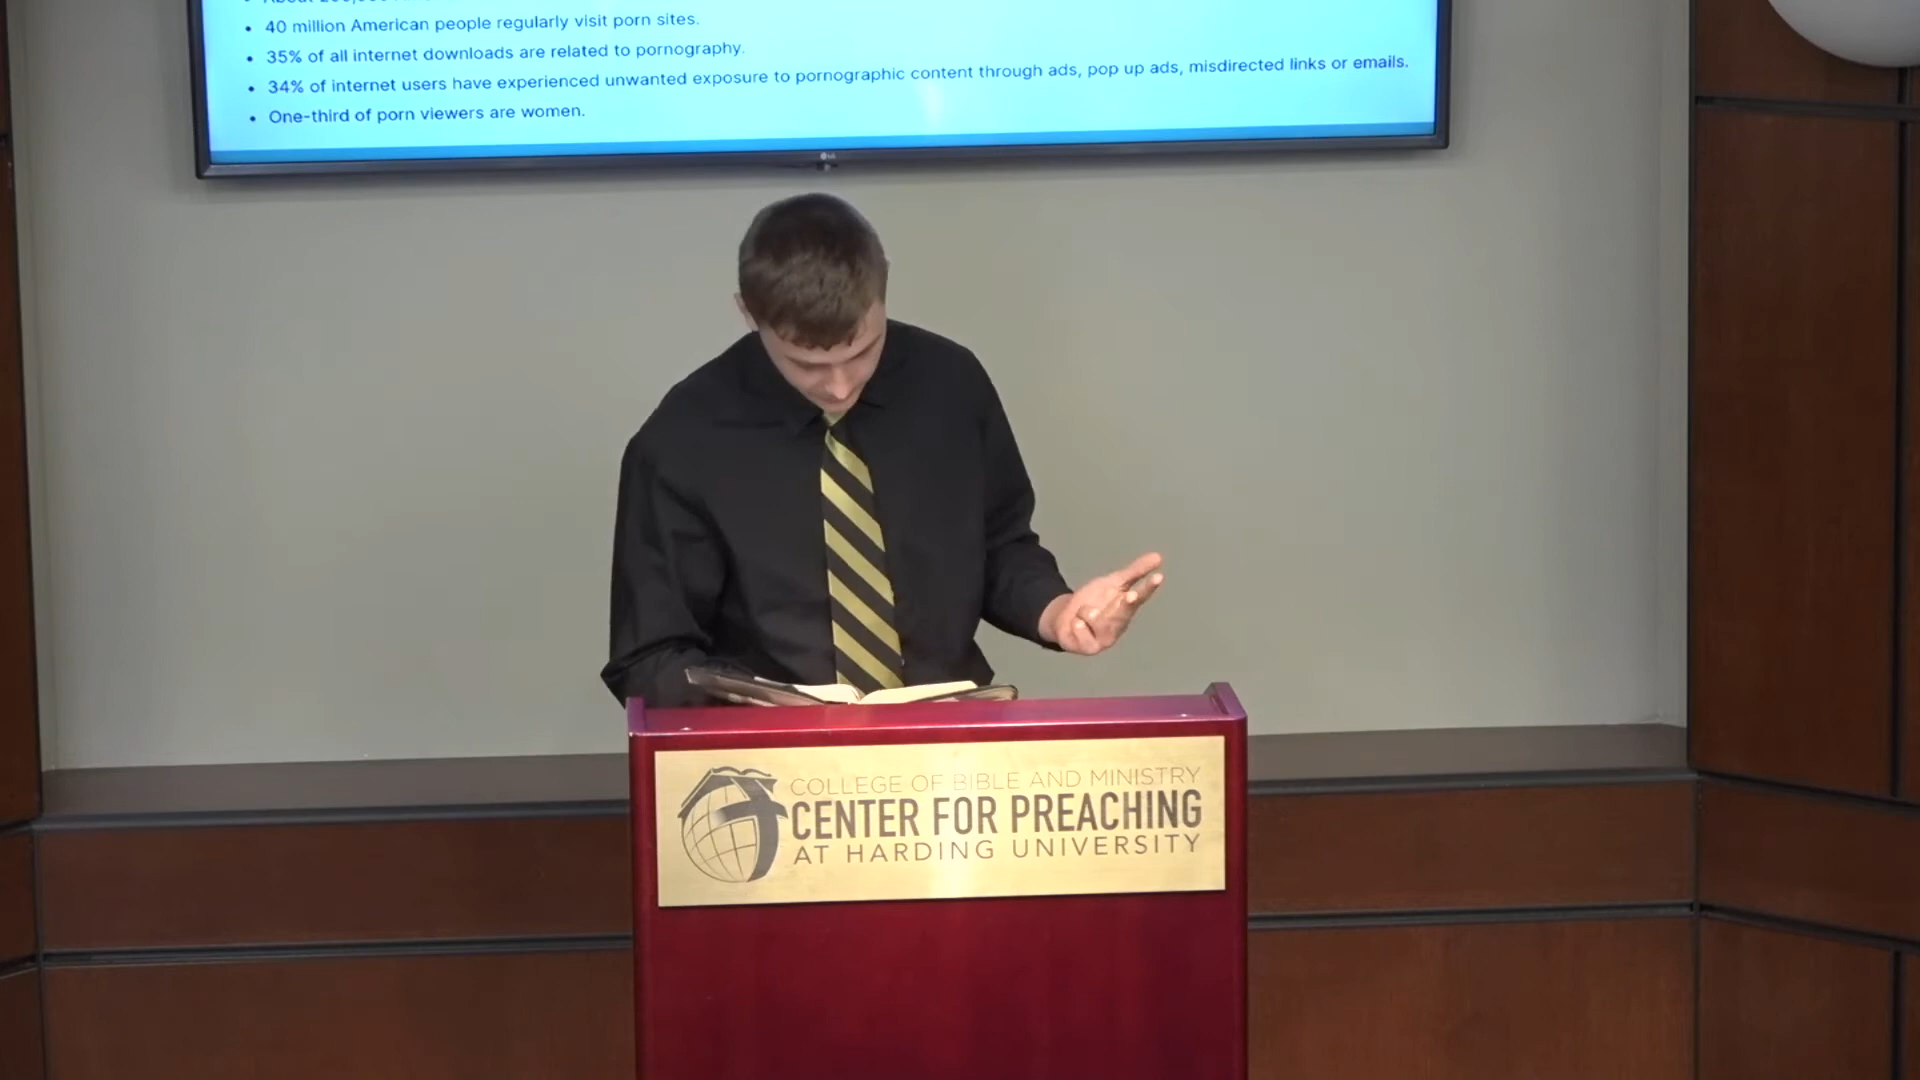 40 million American people regularly visit porn sites.
35% of all internet downloads are related to pornography.
34% of internet users have experienced unwanted exposure to pornographic content through ads, pop up ads, misdirected links or emails.
One-third of porn viewers are women.
LG
COLLEGE OF BIBLE AND MINISTRY
CENTER FOR PREACHING
AT HARDING UNIVERSITY